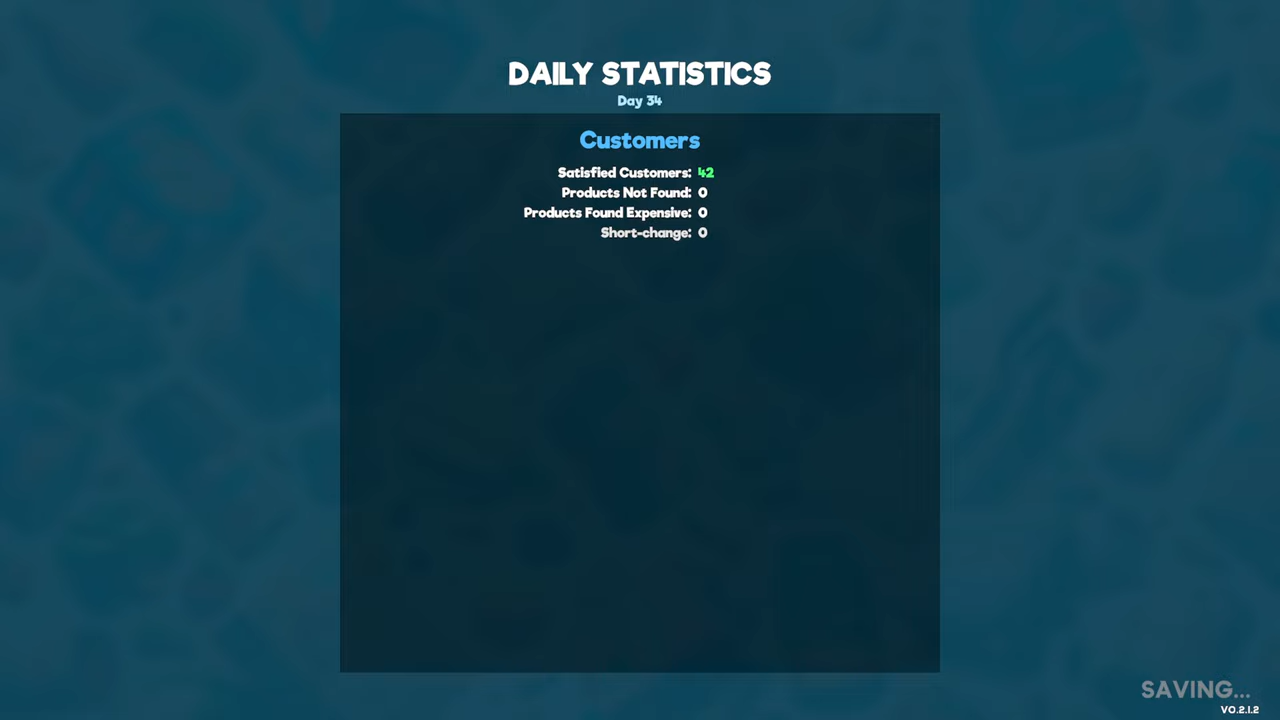 DAILY STATISTICS
Day 34
Customers
Satisfied Customers: 42
Products Not Found: 0
Products Found Expensive: 0
Short-change: 0
SAVING...
V0.2.1.2